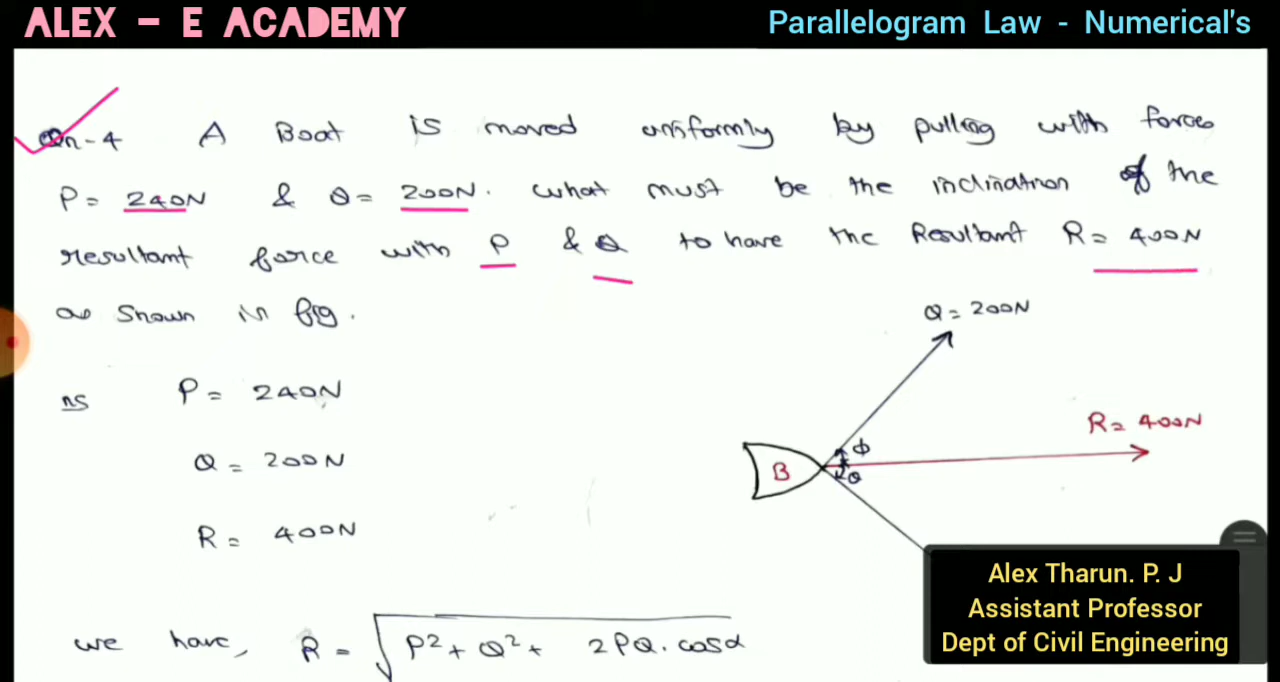 ALEX - E ACADEMY
Parallelogram Law - Numerical's
Qn-4 A Boat is moved uniformly by pulling with forces
P = 240N & Q = 200N. what must be the inclination of the
resultant force with P & Q to have the Resultant R = 400N
as shown in fig.
Q = 200N
ns P = 240N
R = 400N
ϕ
B
θ
Q = 200N
R = 400N
we have, R = √P²+Q²+ 2PQ.cosα
Alex Tharun. P. J
Assistant Professor
Dept of Civil Engineering